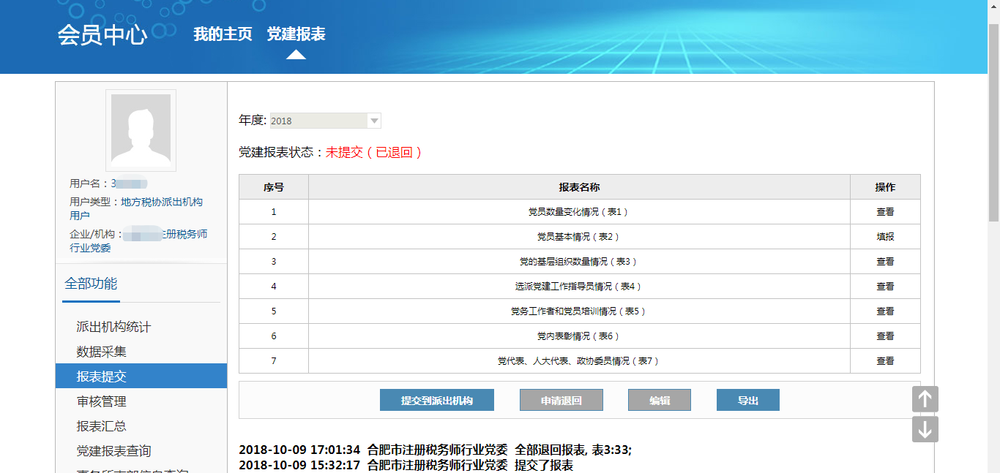 会员中心 我的主页 党建报表
年度: 2018
党建报表状态：未提交（已退回）
用户名：3
用户类型：地方税协派出机构
用户
企业/机构： 注册税务师
行业党委
全部功能
派出机构统计
数据采集
报表提交
审核管理
报表汇总
党建报表查询
序号 报表名称 操作
1 党员数量变化情况（表1） 查看
2 党员基本情况（表2） 填报
3 党的基层组织数量情况（表3） 查看
4 选派党建工作指导员情况（表4） 查看
5 党务工作者和党员培训情况（表5） 查看
6 党内表彰情况（表6） 查看
7 党代表、人大代表、政协委员情况（表7） 查看
提交到派出机构 申请退回 编辑 导出
2018-10-09 17:01:34 合肥市注册税务师行业党委 全部退回报表, 表3:33;
2018-10-09 15:32:17 合肥市注册税务师行业党委 提交了报表